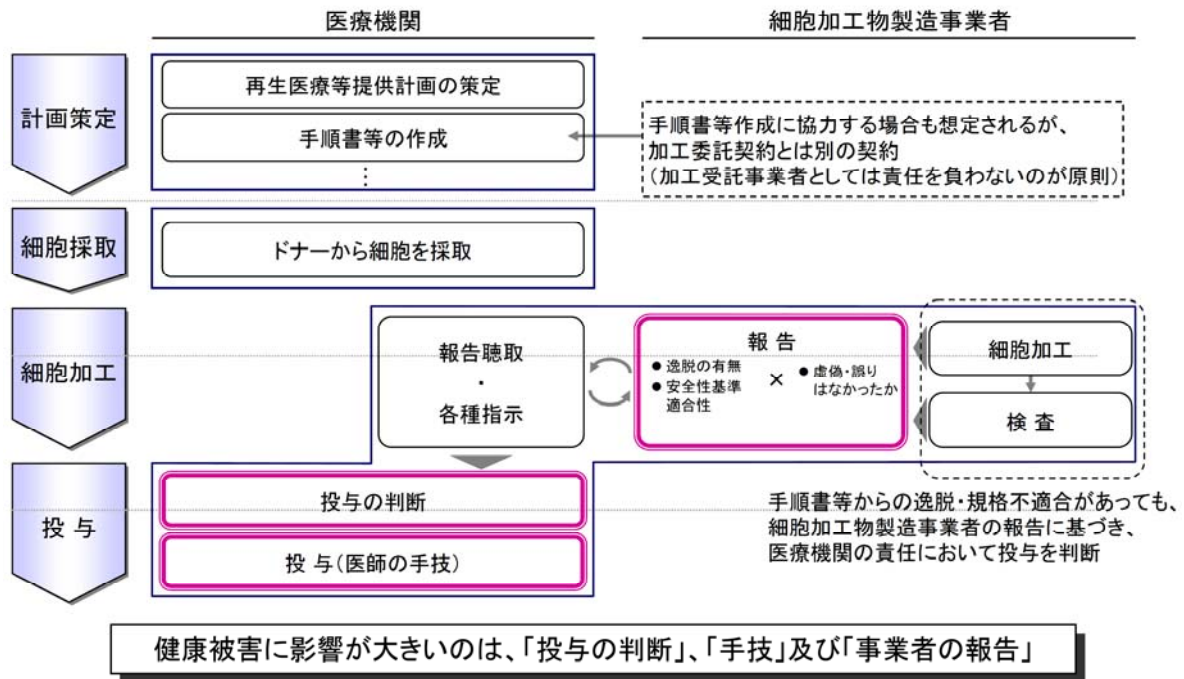 医療機関
細胞加工物製造事業者
計画策定
再生医療等提供計画の策定
手順書等の作成
⋮
手順書等作成に協力する場合も想定されるが、
加工委託契約とは別の契約
(加工受託事業者としては責任を負わないのが原則)
細胞採取
ドナーから細胞を採取
細胞加工
報告聴取
・
各種指示
報 告
● 逸脱の有無
● 安全性基準
適合性
×
● 虚偽・誤り
はなかったか
細胞加工
検 査
投 与
投与の判断
投 与(医師の手技)
手順書等からの逸脱・規格不適合があっても、
細胞加工物製造事業者の報告に基づき、
医療機関の責任において投与を判断
健康被害に影響が大きいのは、「投与の判断」、「手技」及び「事業者の報告」